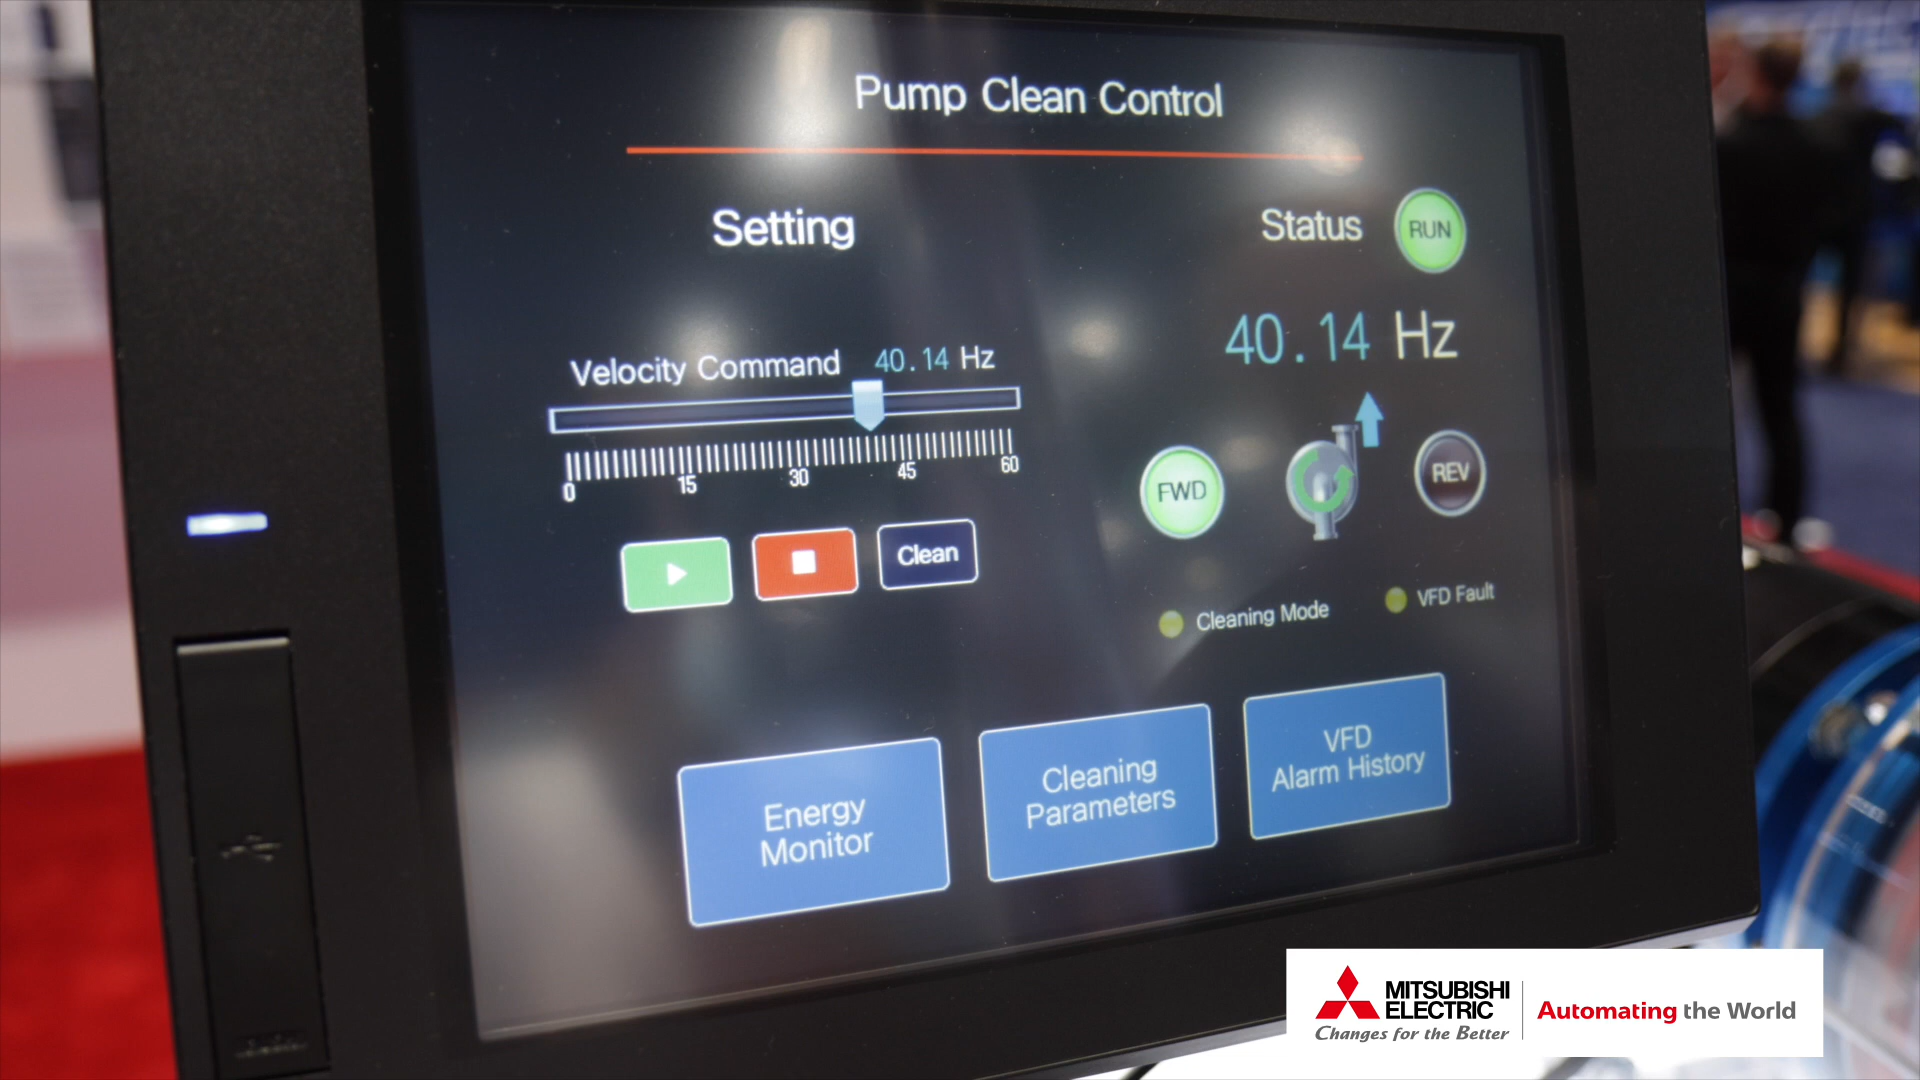 Pump Clean Control
Setting
Status RUN
40.14 Hz
Velocity Command 40.14 Hz
0 15 30 45 60
FWD
REV
Clean
Cleaning Mode
VFD Fault
Energy
Monitor
Cleaning
Parameters
VFD
Alarm History
MITSUBISHI
ELECTRIC
Changes for the Better
Automating the World